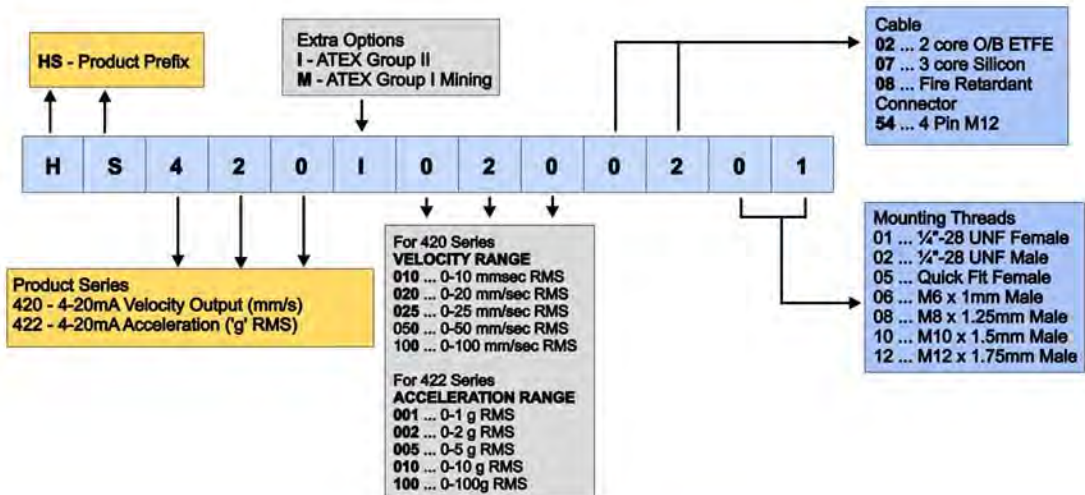 HS - Product Prefix
Extra Options
I - ATEX Group II
M - ATEX Group I Mining
Cable
02 ... 2 core O/B ETFE
07 ... 3 core Silicon
08 ... Fire Retardant
Connector
54 ... 4 Pin M12
H S 4 2 0 I 0 2 0 0 2 0 1
Product Series
420 - 4-20mA Velocity Output (mm/s)
422 - 4-20mA Acceleration ('g' RMS)
For 420 Series
VELOCITY RANGE
010 ... 0-10 mmsec RMS
020 ... 0-20 mm/sec RMS
025 ... 0-25 mm/sec RMS
050 ... 0-50 mm/sec RMS
100 ... 0-100 mm/sec RMS
For 422 Series
ACCELERATION RANGE
001 ... 0-1 g RMS
002 ... 0-2 g RMS
005 ... 0-5 g RMS
010 ... 0-10 g RMS
100 ... 0-100g RMS
Mounting Threads
01 ... ¼"-28 UNF Female
02 ... ¼"-28 UNF Male
05 ... Quick Fit Female
06 ... M6 x 1mm Male
08 ... M8 x 1.25mm Male
10 ... M10 x 1.5mm Male
12 ... M12 x 1.75mm Male